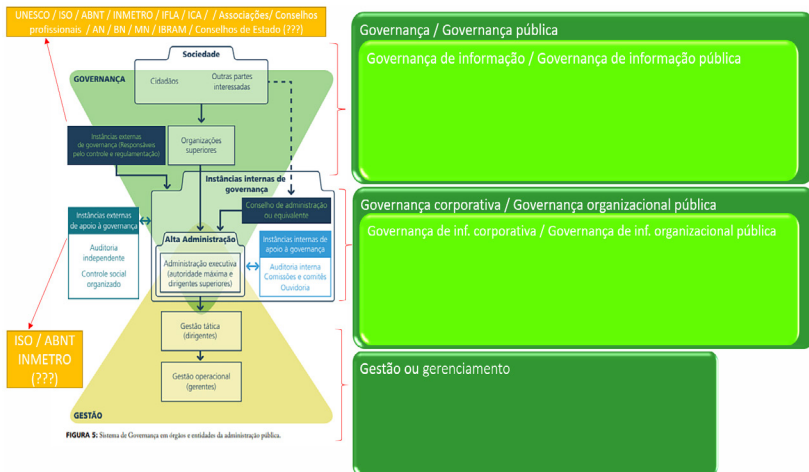 UNESCO / ISO / ABNT / INMETRO / IFLA / ICA / / Associações/ Conselhos
profissionais / AN / BN / MN / IBRAM / Conselhos de Estado (???)
Sociedade
GOVERNANÇA
Cidadãos
Outras partes
interessadas
Instâncias externas
de governança (Responsáveis
pelo controle e regulamentação)
Organizações
superiores
Instâncias internas de
governança
Instâncias externas
de apoio à governança
Auditoria
independente
Controle social
organizado
Conselho de administração
ou equivalente
Alta Administração
Administração executiva
(autoridade máxima e
dirigentes superiores)
Instâncias internas de
apoio à governança
Auditoria interna
Comissões e comitês
Ouvidoria
ISO / ABNT
INMETRO
(???)
Gestão tática
(dirigentes)
Gestão operacional
(gerentes)
GESTÃO
FIGURA 5: Sistema de Governança em órgãos e entidades da administração pública.
Governança / Governança pública
Governança de informação / Governança de informação pública
Governança corporativa / Governança organizacional pública
Governança de inf. corporativa / Governança de inf. organizacional pública
Gestão ou gerenciamento